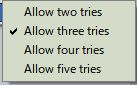 Allow two tries
Allow three tries
Allow four tries
Allow five tries